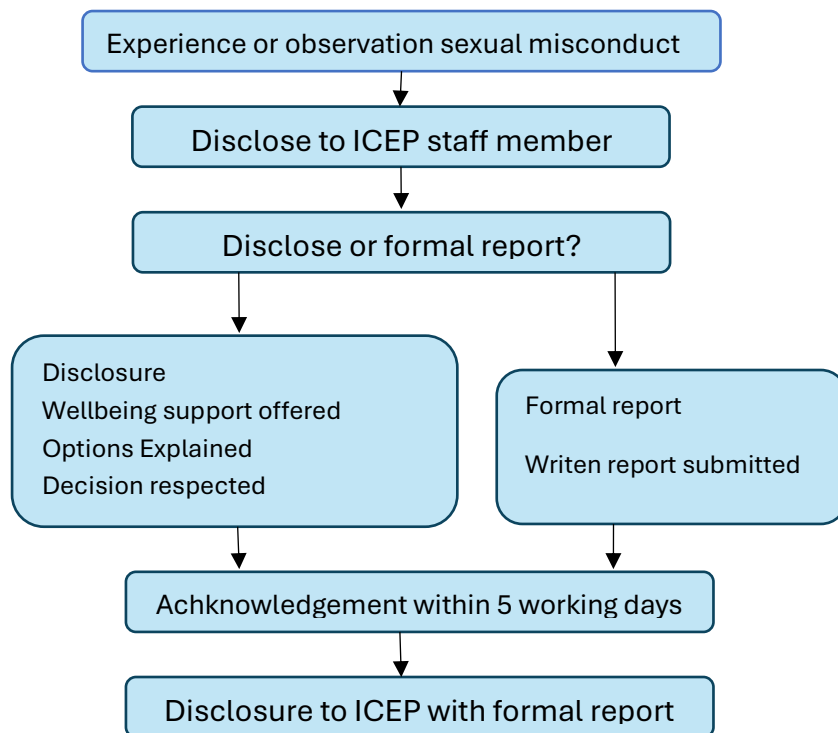 Experience or observation sexual misconduct
Disclose to ICEP staff member
Disclose or formal report?
Disclosure
Wellbeing support offered
Options Explained
Decision respected
Formal report
Writen report submitted
Achknowledgement within 5 working days
Disclosure to ICEP with formal report